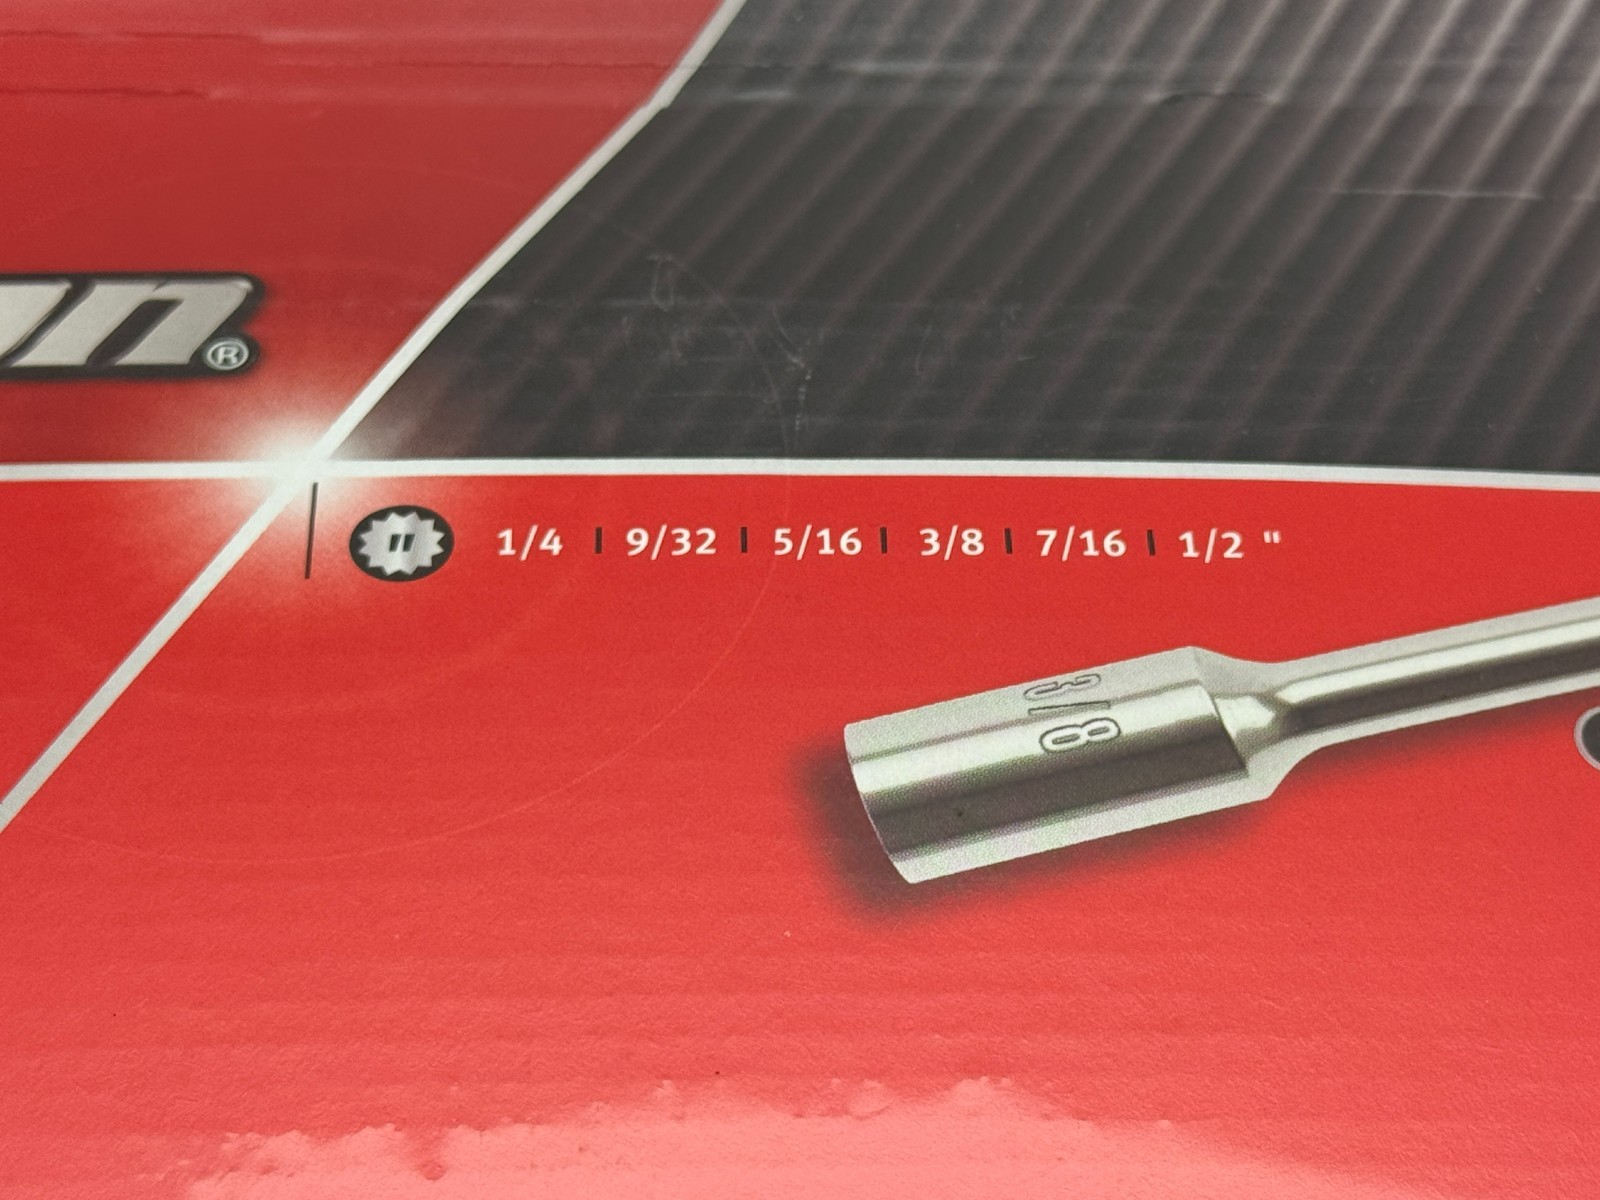 on®
" 1/4 | 9/32 | 5/16 | 3/8 | 7/16 | 1/2 "
3/8